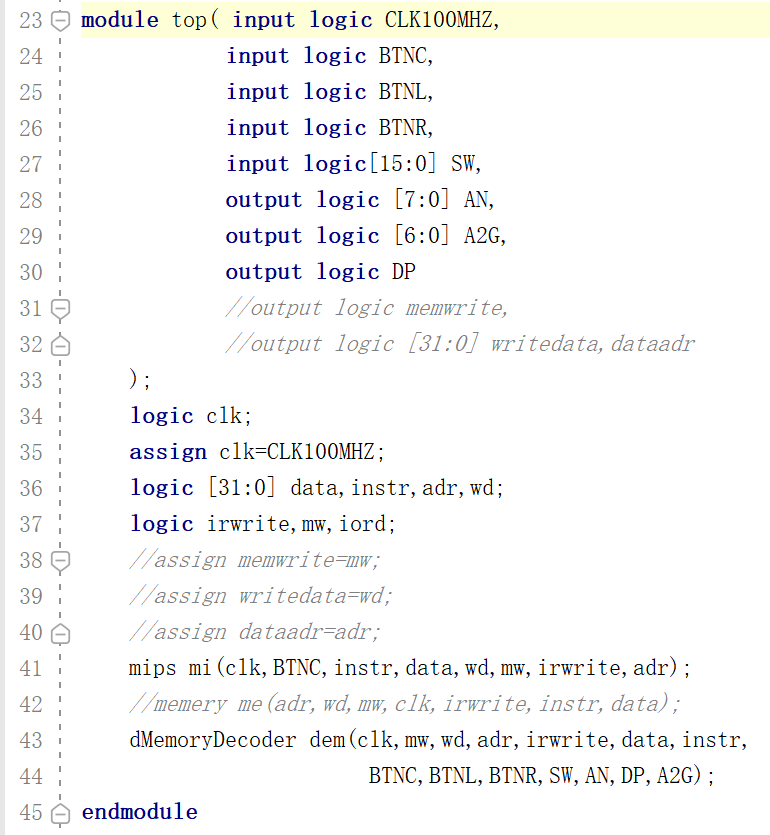 23 module top( input logic CLK100MHZ,
24 input logic BTNC,
25 input logic BTNL,
26 input logic BTNR,
27 input logic[15:0] SW,
28 output logic [7:0] AN,
29 output logic [6:0] A2G,
30 output logic DP
31 //output logic memwrite,
32 //output logic [31:0] writedata,dataadr
33 );
34 logic clk;
35 assign clk=CLK100MHZ;
36 logic [31:0] data,instr,adr,wd;
37 logic irwrite,mw,iord;
38 //assign memwrite=mw;
39 //assign writedata=wd;
40 //assign dataadr=adr;
41 mips mi(clk,BTNC,instr,data,wd,mw,irwrite,adr);
42 //memery me(adr,wd,mw,clk,irwrite,instr,data);
43 dMemoryDecoder dem(clk,mw,wd,adr,irwrite,data,instr,
44 BTNC,BTNL,BTNR,SW,AN,DP,A2G);
45 endmodule